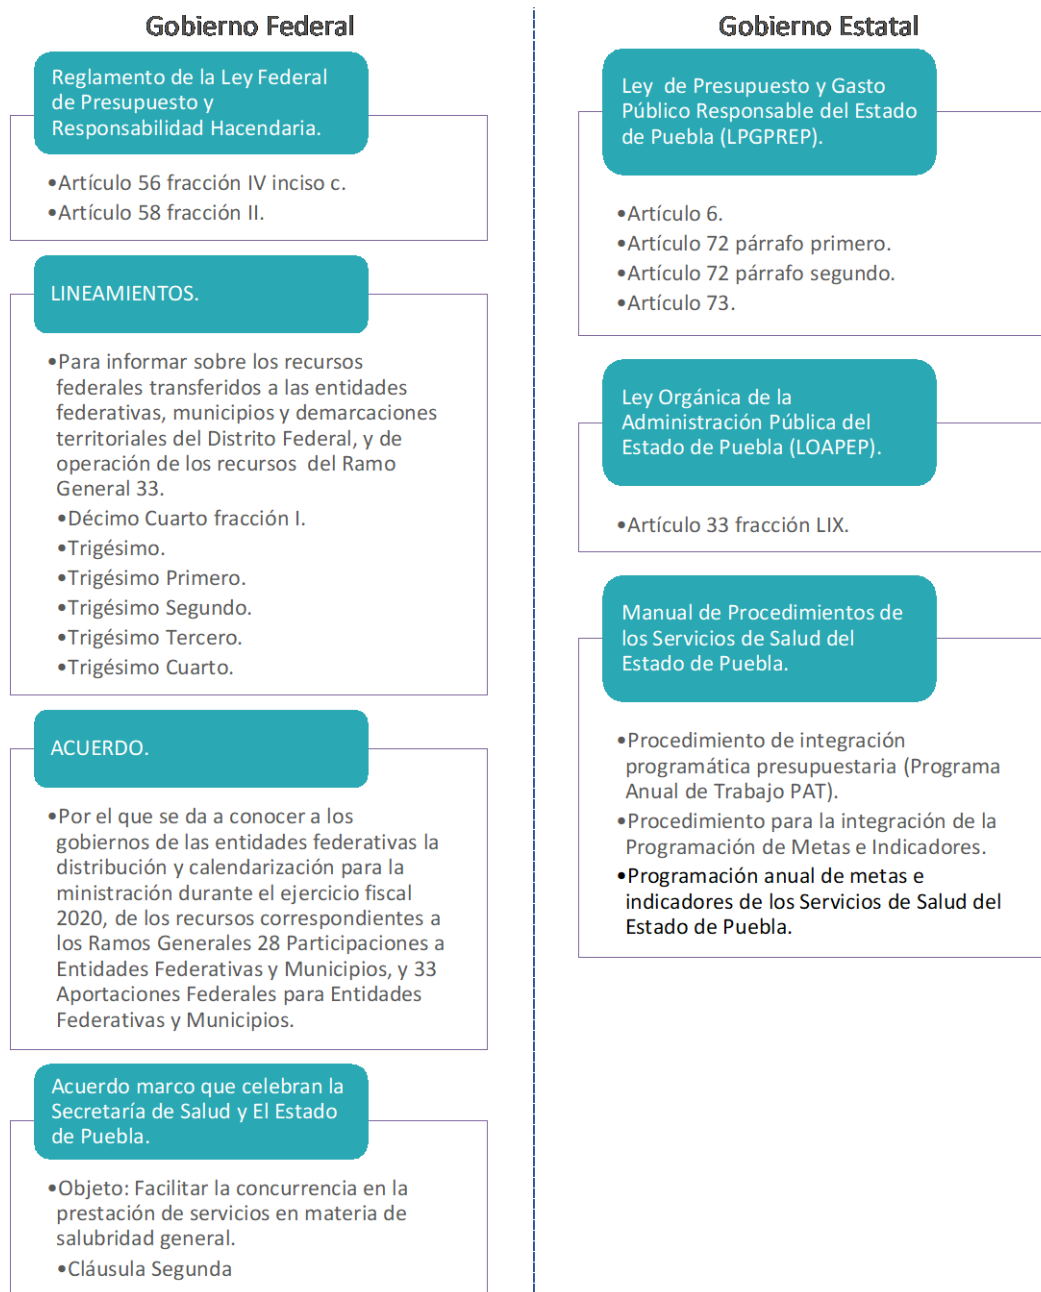 Gobierno Federal
Reglamento de la Ley Federal
de Presupuesto y
Responsabilidad Hacendaria.
•Artículo 56 fracción IV inciso c.
•Artículo 58 fracción II.
LINEAMIENTOS.
•Para informar sobre los recursos
federales transferidos a las entidades
federativas, municipios y demarcaciones
territoriales del Distrito Federal, y de
operación de los recursos del Ramo
General 33.
•Décimo Cuarto fracción I.
•Trigésimo.
•Trigésimo Primero.
•Trigésimo Segundo.
•Trigésimo Tercero.
•Trigésimo Cuarto.
ACUERDO.
•Por el que se da a conocer a los
gobiernos de las entidades federativas la
distribución y calendarización para la
ministración durante el ejercicio fiscal
2020, de los recursos correspondientes a
los Ramos Generales 28 Participaciones a
Entidades Federativas y Municipios, y 33
Aportaciones Federales para Entidades
Federativas y Municipios.
Acuerdo marco que celebran la
Secretaría de Salud y El Estado
de Puebla.
•Objeto: Facilitar la concurrencia en la
prestación de servicios en materia de
salubridad general.
•Cláusula Segunda
Gobierno Estatal
Ley de Presupuesto y Gasto
Público Responsable del Estado
de Puebla (LPGPREP).
•Artículo 6.
•Artículo 72 párrafo primero.
•Artículo 72 párrafo segundo.
•Artículo 73.
Ley Orgánica de la
Administración Pública del
Estado de Puebla (LOAPEP).
•Artículo 33 fracción LIX.
Manual de Procedimientos de
los Servicios de Salud del
Estado de Puebla.
•Procedimiento de integración
programática presupuestaria (Programa
Anual de Trabajo PAT).
•Procedimiento para la integración de la
Programación de Metas e Indicadores.
•Programación anual de metas e
indicadores de los Servicios de Salud del
Estado de Puebla.